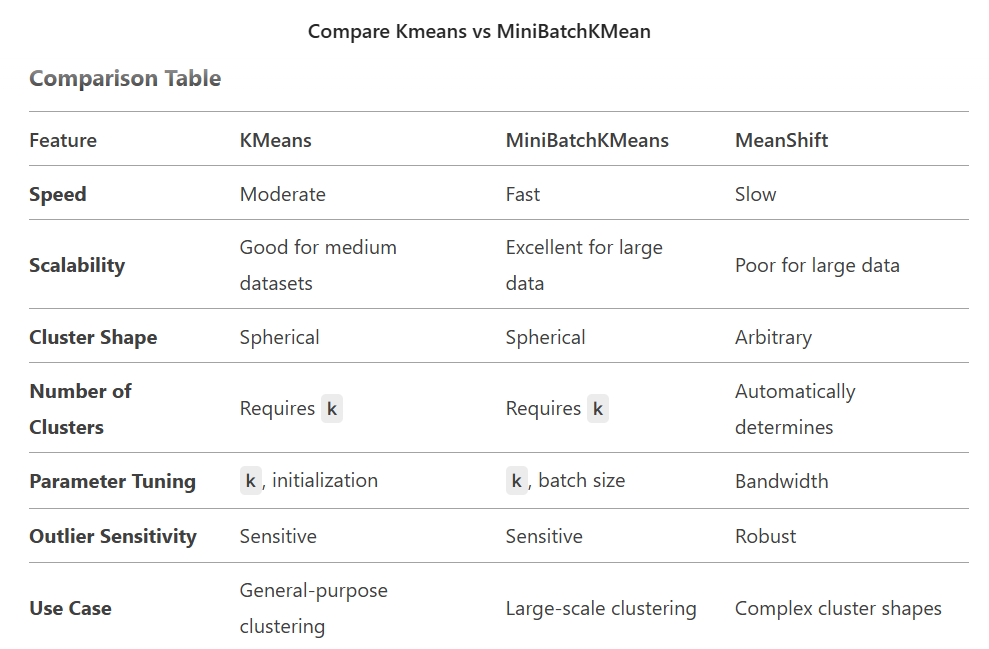 Compare Kmeans vs MiniBatchKMean
Comparison Table
Feature KMeans MiniBatchKMeans MeanShift
Speed Moderate Fast Slow
Scalability Good for medium datasets Excellent for large data Poor for large data
Cluster Shape Spherical Spherical Arbitrary
Number of Clusters Requires k Requires k Automatically determines
Parameter Tuning k, initialization k, batch size Bandwidth
Outlier Sensitivity Sensitive Sensitive Robust
Use Case General-purpose clustering Large-scale clustering Complex cluster shapes